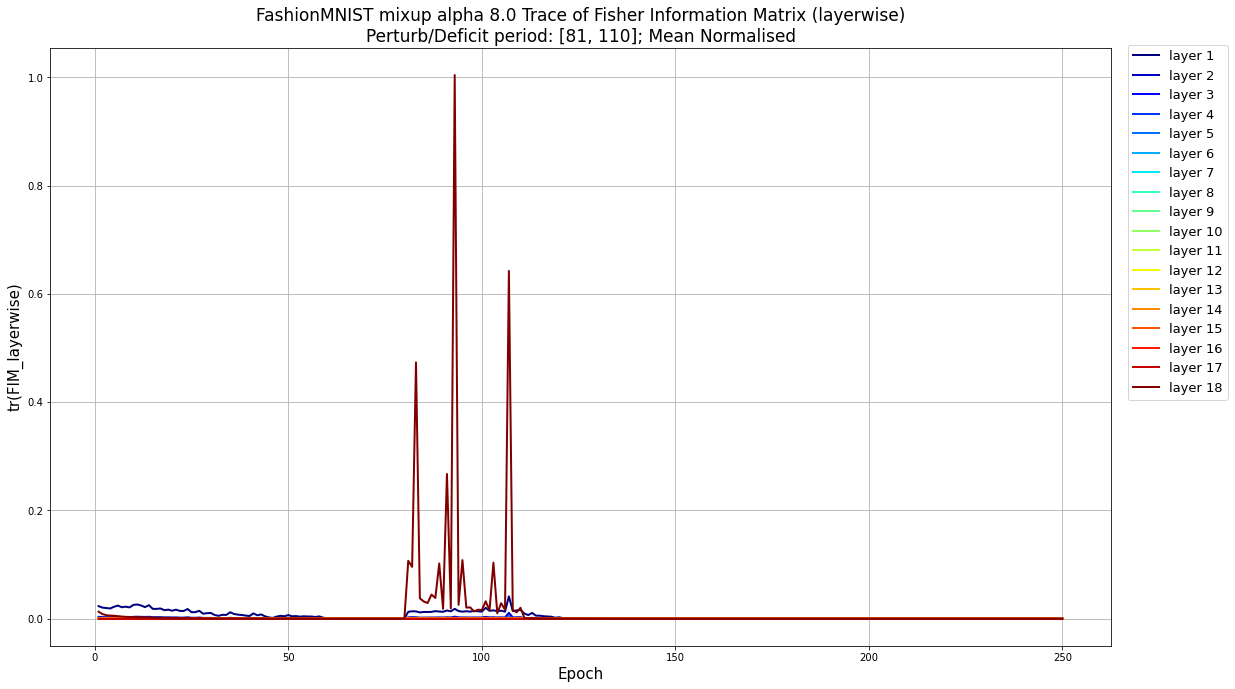 FashionMNIST mixup alpha 8.0 Trace of Fisher Information Matrix (layerwise)
Perturb/Deficit period: [81, 110]; Mean Normalised
tr(FIM_layerwise)
1.0
0.8
0.6
0.4
0.2
0.0
0
50
100
150
200
250
Epoch
layer 1
layer 2
layer 3
layer 4
layer 5
layer 6
layer 7
layer 8
layer 9
layer 10
layer 11
layer 12
layer 13
layer 14
layer 15
layer 16
layer 17
layer 18